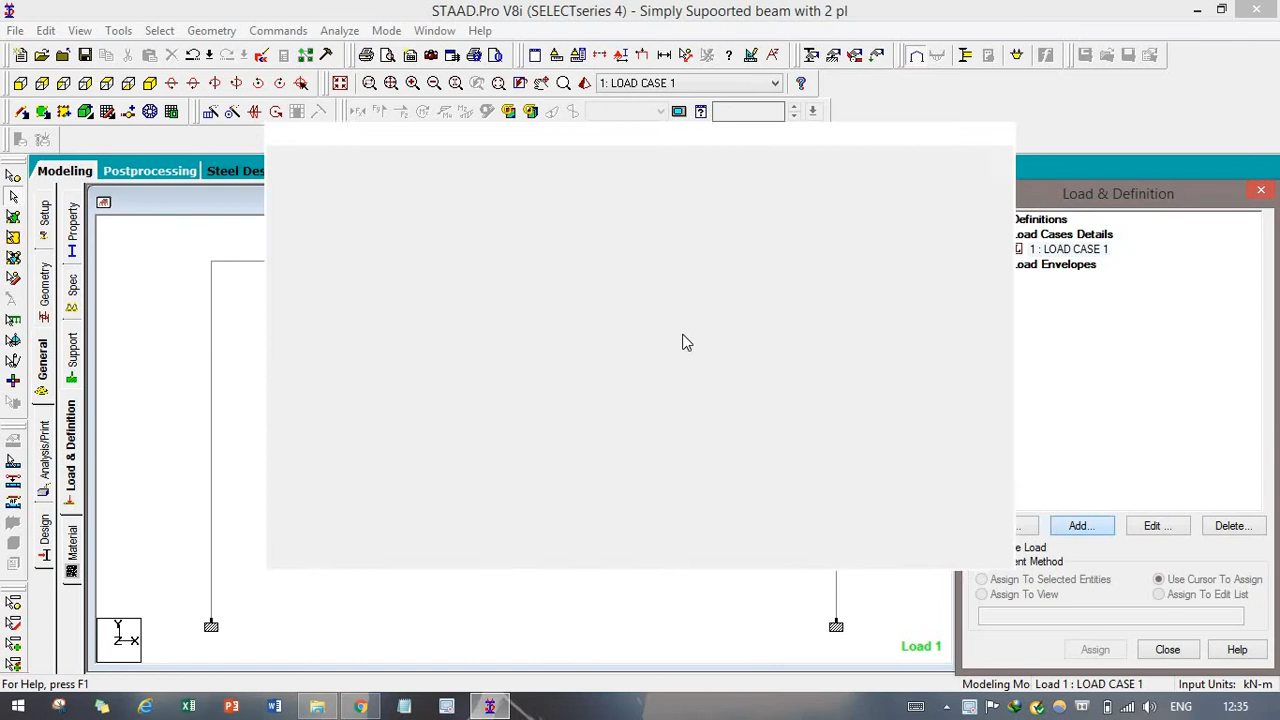 STAAD.Pro V8i (SELECTseries 4) - Simply Supoorted beam with 2 pl
File Edit View Tools Select Geometry Commands Analyze Mode Window Help
1: LOAD CASE 1
Modeling Postprocessing Steel Des
Load & Definition
Setup
Geometry
General
Analysis/Print
Design
Property
Spec
Support
Load & Definition
Material
Definitions
Load Cases Details
1 : LOAD CASE 1
Load Envelopes
Add... Edit ... Delete...
Assign To Selected Entities Use Cursor To Assign
Assign To View Assign To Edit List
Assign Close Help
Y
Z X
Load 1
For Help, press F1 Modeling Mo Load 1 : LOAD CASE 1 Input Units: kN-m
ENG 12:35